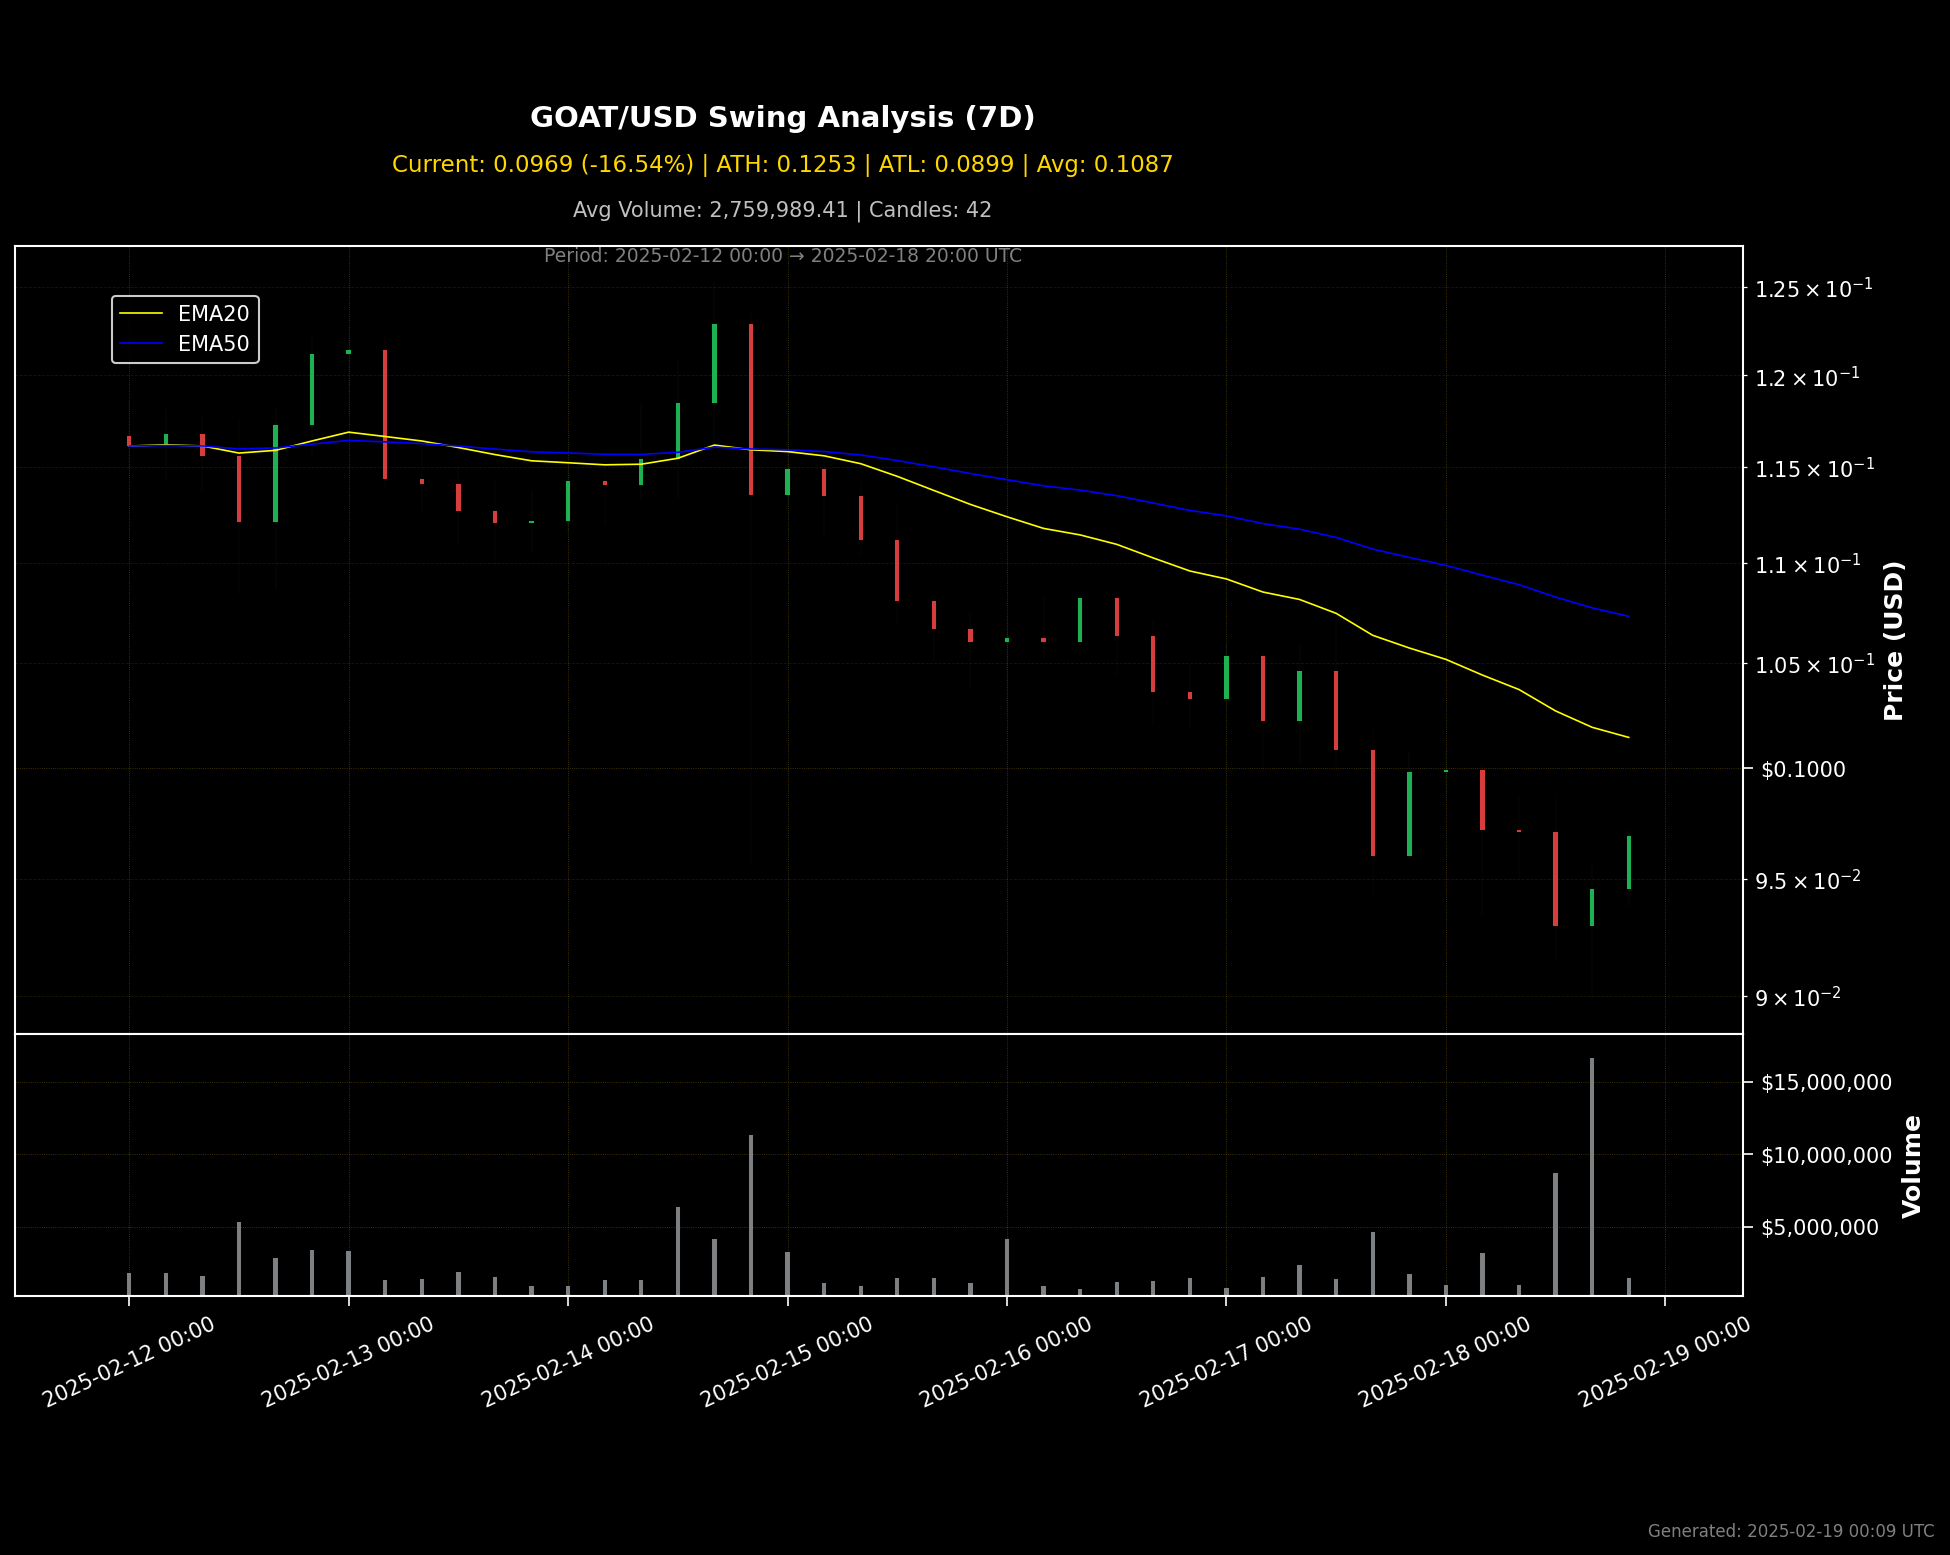 GOAT/USD Swing Analysis (7D)
Current: 0.0969 (-16.54%) | ATH: 0.1253 | ATL: 0.0899 | Avg: 0.1087
Avg Volume: 2,759,989.41 | Candles: 42
Period: 2025-02-12 00:00 → 2025-02-18 20:00 UTC
EMA20
EMA50
1.25 × 10⁻¹
1.2 × 10⁻¹
1.15 × 10⁻¹
1.1 × 10⁻¹
1.05 × 10⁻¹
$0.1000
9.5 × 10⁻²
9 × 10⁻²
Price (USD)
$15,000,000
$10,000,000
$5,000,000
Volume
2025-02-12 00:00
2025-02-13 00:00
2025-02-14 00:00
2025-02-15 00:00
2025-02-16 00:00
2025-02-17 00:00
2025-02-18 00:00
2025-02-19 00:00
Generated: 2025-02-19 00:09 UTC